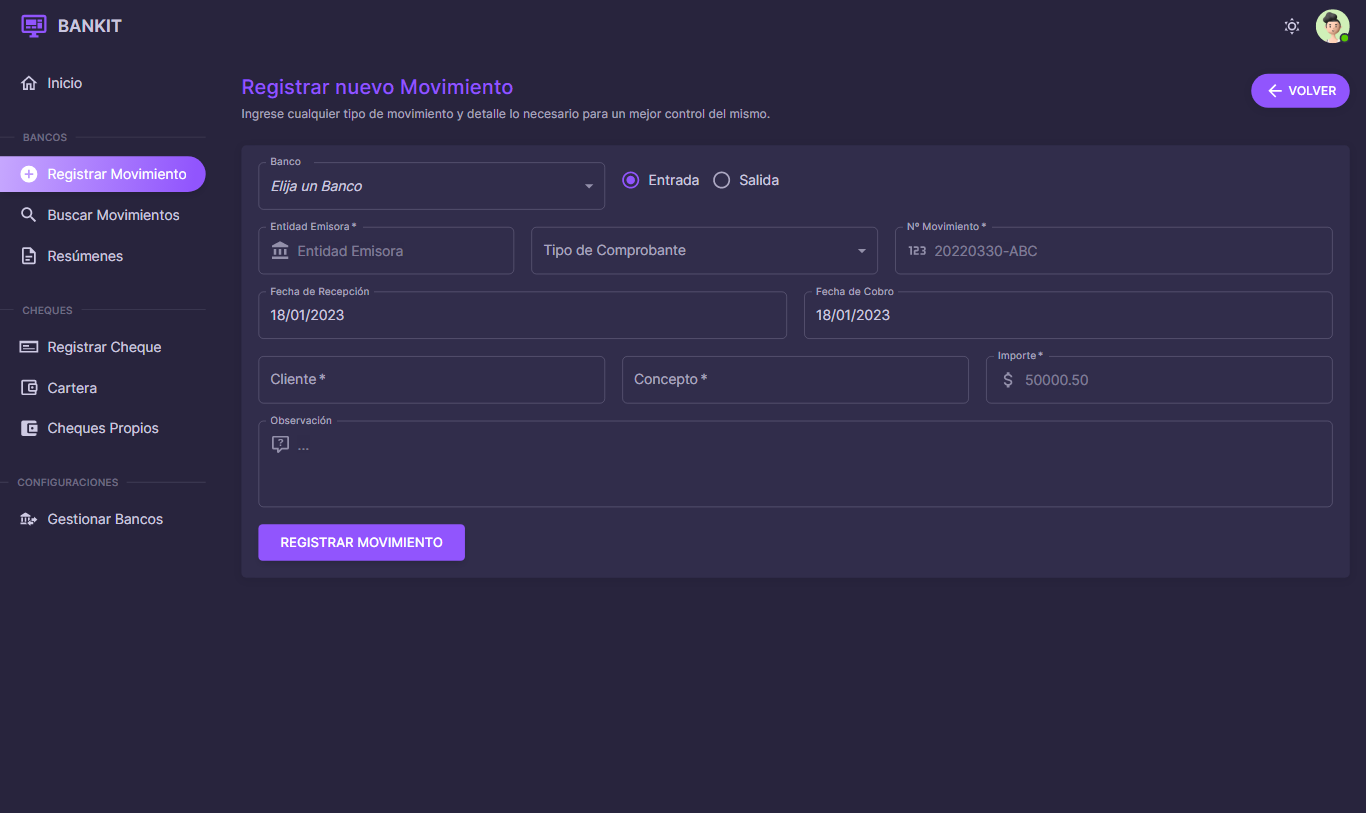 BANKIT
Inicio
BANCOS
Registrar Movimiento
Buscar Movimientos
Resúmenes
CHEQUES
Registrar Cheque
Cartera
Cheques Propios
CONFIGURACIONES
Gestionar Bancos
Registrar nuevo Movimiento
VOLVER
Ingrese cualquier tipo de movimiento y detalle lo necesario para un mejor control del mismo.
Banco
Elija un Banco
Entrada Salida
Entidad Emisora *
Entidad Emisora
Tipo de Comprobante
Nº Movimiento *
123 20220330-ABC
Fecha de Recepción
18/01/2023
Fecha de Cobro
18/01/2023
Cliente *
Concepto *
Importe *
$ 50000.50
Observación
? ...
REGISTRAR MOVIMIENTO